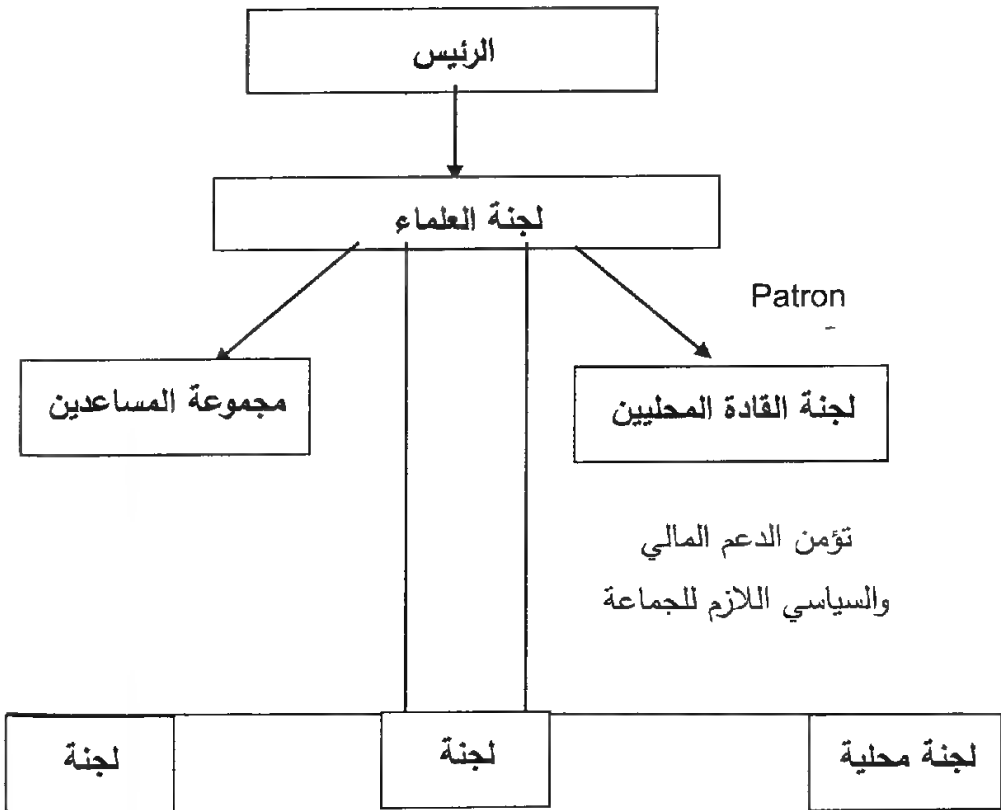 الرئيس
لجنة العلماء
Patron
لجنة القادة المحليين
مجموعة المساعدين
تؤمن الدعم المالي
والسياسي اللازم للجماعة
لجنة محلية
لجنة
لجنة